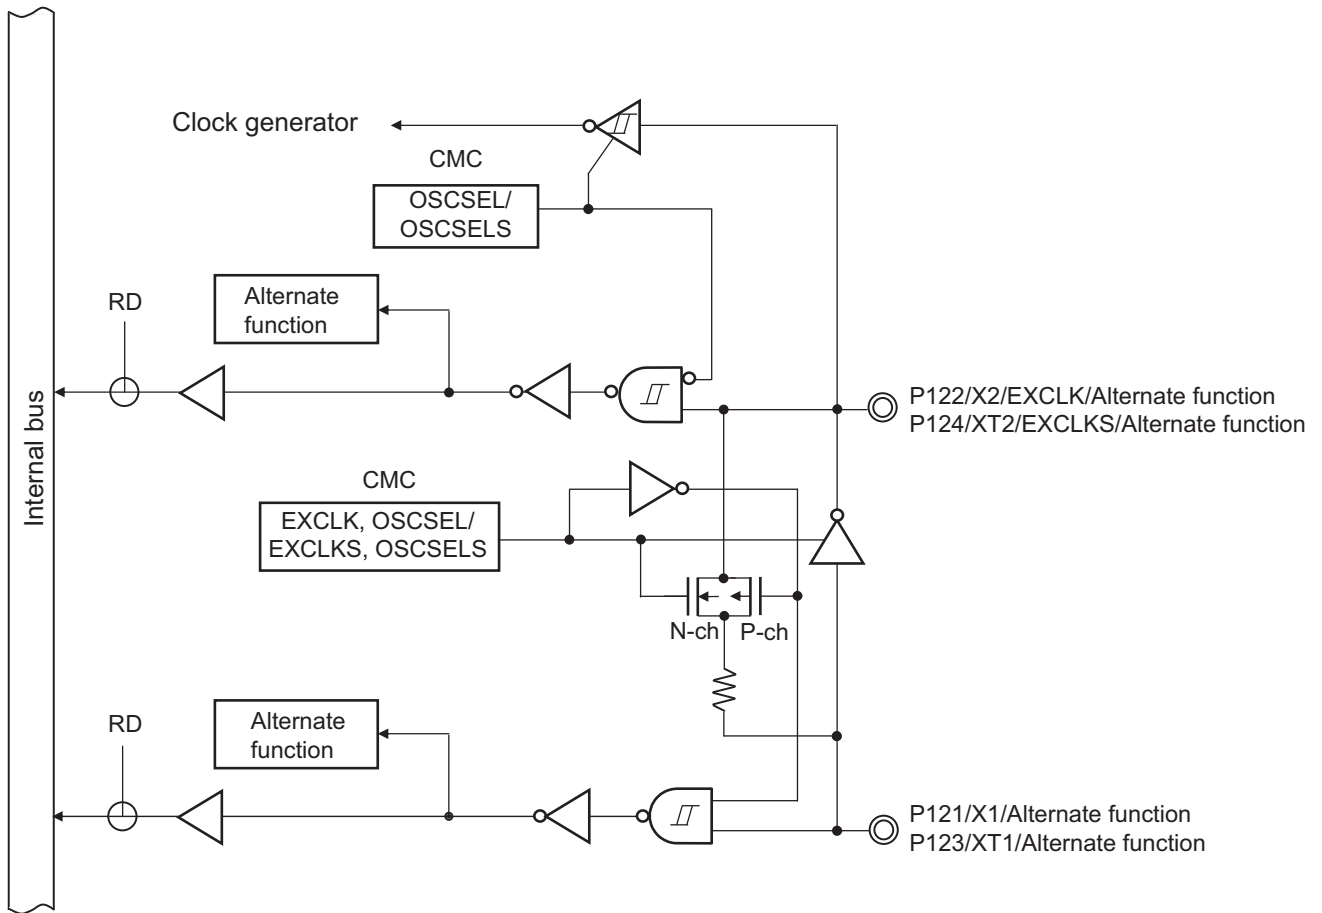 Clock generator
CMC
OSCSEL/
OSCSELS
Alternate
function
RD
Internal bus
P122/X2/EXCLK/Alternate function
P124/XT2/EXCLKS/Alternate function
CMC
EXCLK, OSCSEL/
EXCLKS, OSCSELS
N-ch
P-ch
Alternate
function
RD
P121/X1/Alternate function
P123/XT1/Alternate function